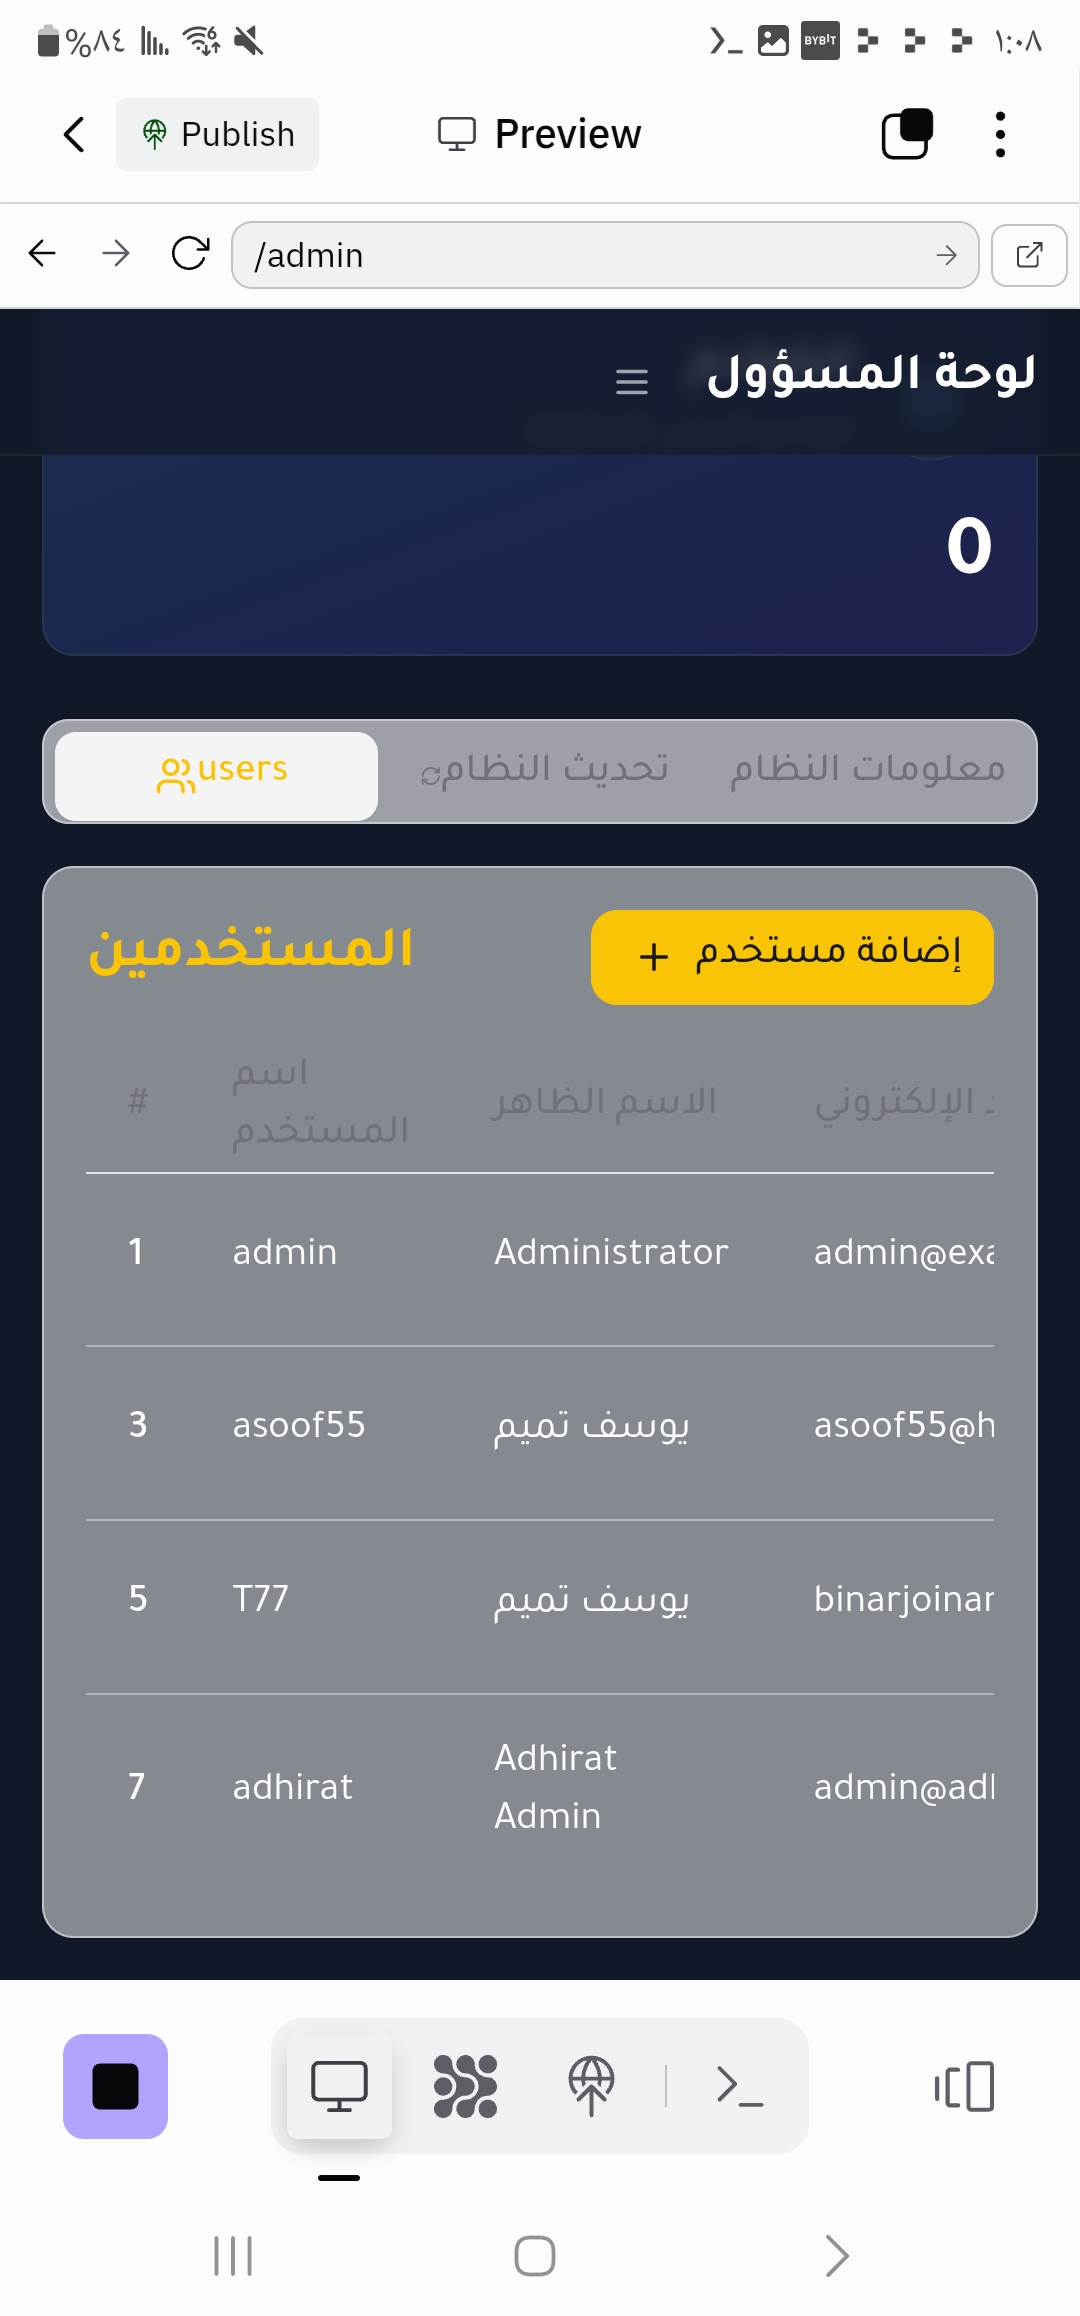 %٨٤
6
BYBIT
١:٠٨
Publish
Preview
/admin
لوحة المسؤول
0
users
تحديث النظام
معلومات النظام
المستخدمين
إضافة مستخدم
#
اسم
المستخدم
الاسم الظاهر
الإلكتروني
1
admin
Administrator
admin@exa
3
asoof55
يوسف تميم
asoof55@h
5
T77
يوسف تميم
binarjoinar
7
adhirat
Adhirat
Admin
admin@adl